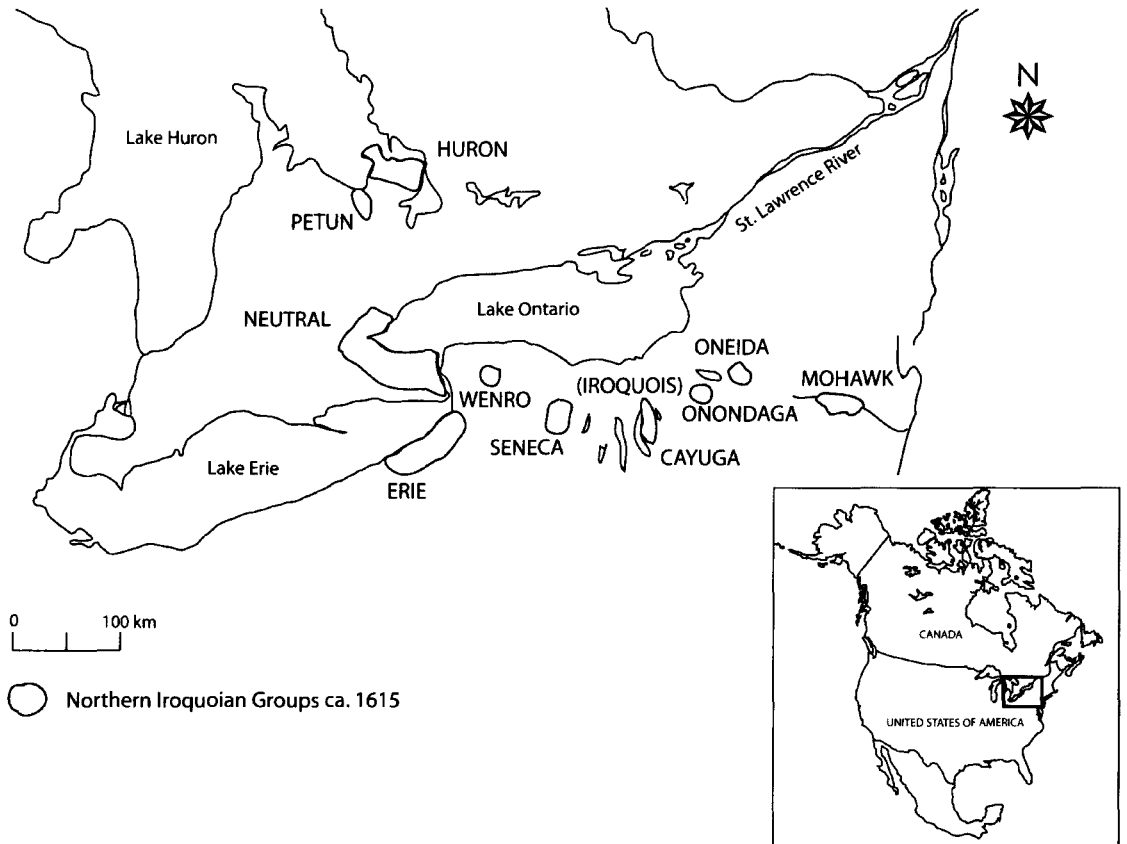 N
Lake Huron
HURON
PETUN
St. Lawrence River
NEUTRAL
Lake Ontario
ONEIDA
(IROQUOIS)
MOHAWK
WENRO
ONONDAGA
SENECA
CAYUGA
Lake Erie
ERIE
0 100 km
Northern Iroquoian Groups ca. 1615
CANADA
UNITED STATES OF AMERICA